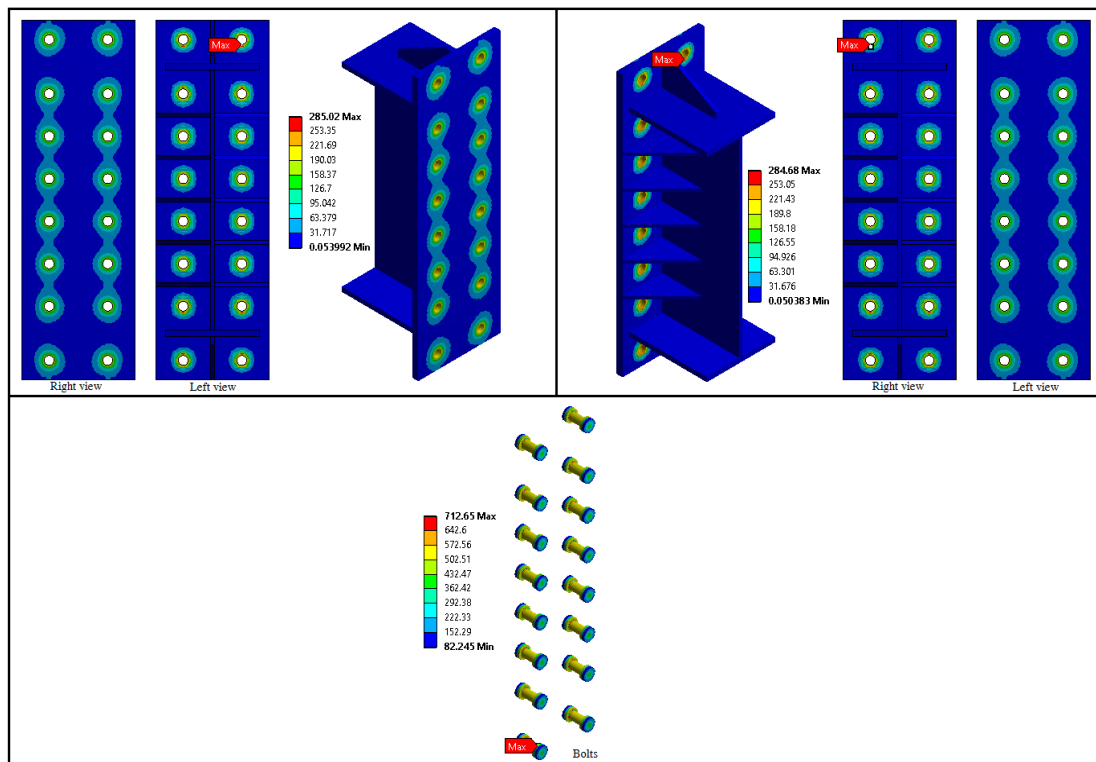 Max
285.02 Max
253.35
221.69
190.03
158.37
126.7
95.042
63.379
31.717
0.053992 Min
Right view
Left view
Max
284.68 Max
253.05
221.43
189.8
158.18
126.55
94.926
63.301
31.676
0.050383 Min
Max
Right view
Left view
712.65 Max
642.6
572.56
502.51
432.47
362.42
292.38
222.33
152.29
82.245 Min
Max
Bolts